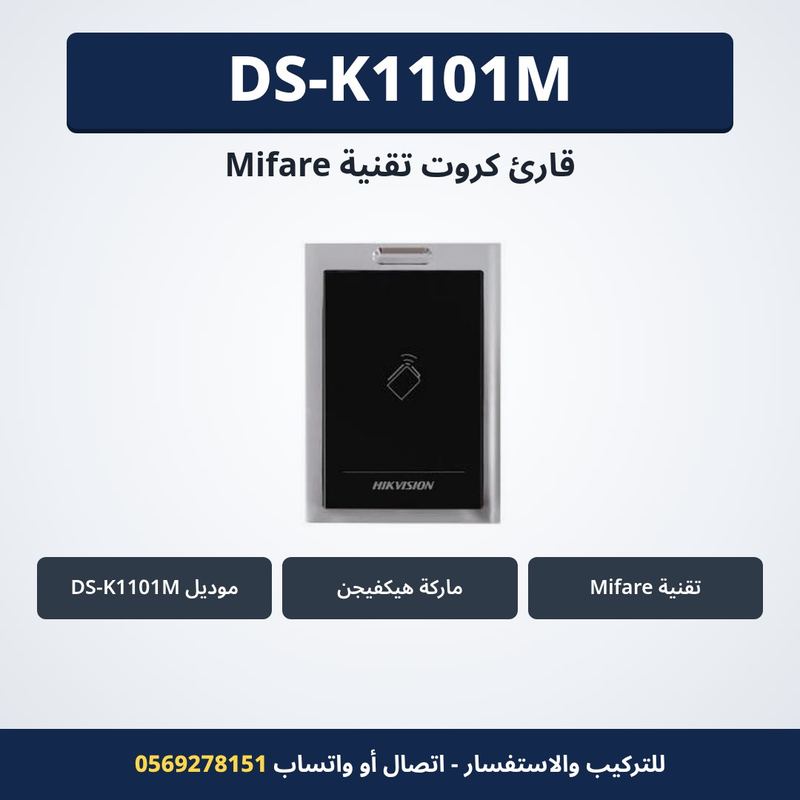 DS-K1101M
قارئ كروت تقنية Mifare
HIKVISION
تقنية Mifare
ماركة هيكفيجن
موديل DS-K1101M
للتركيب والاستفسار - اتصال أو واتساب 0569278151